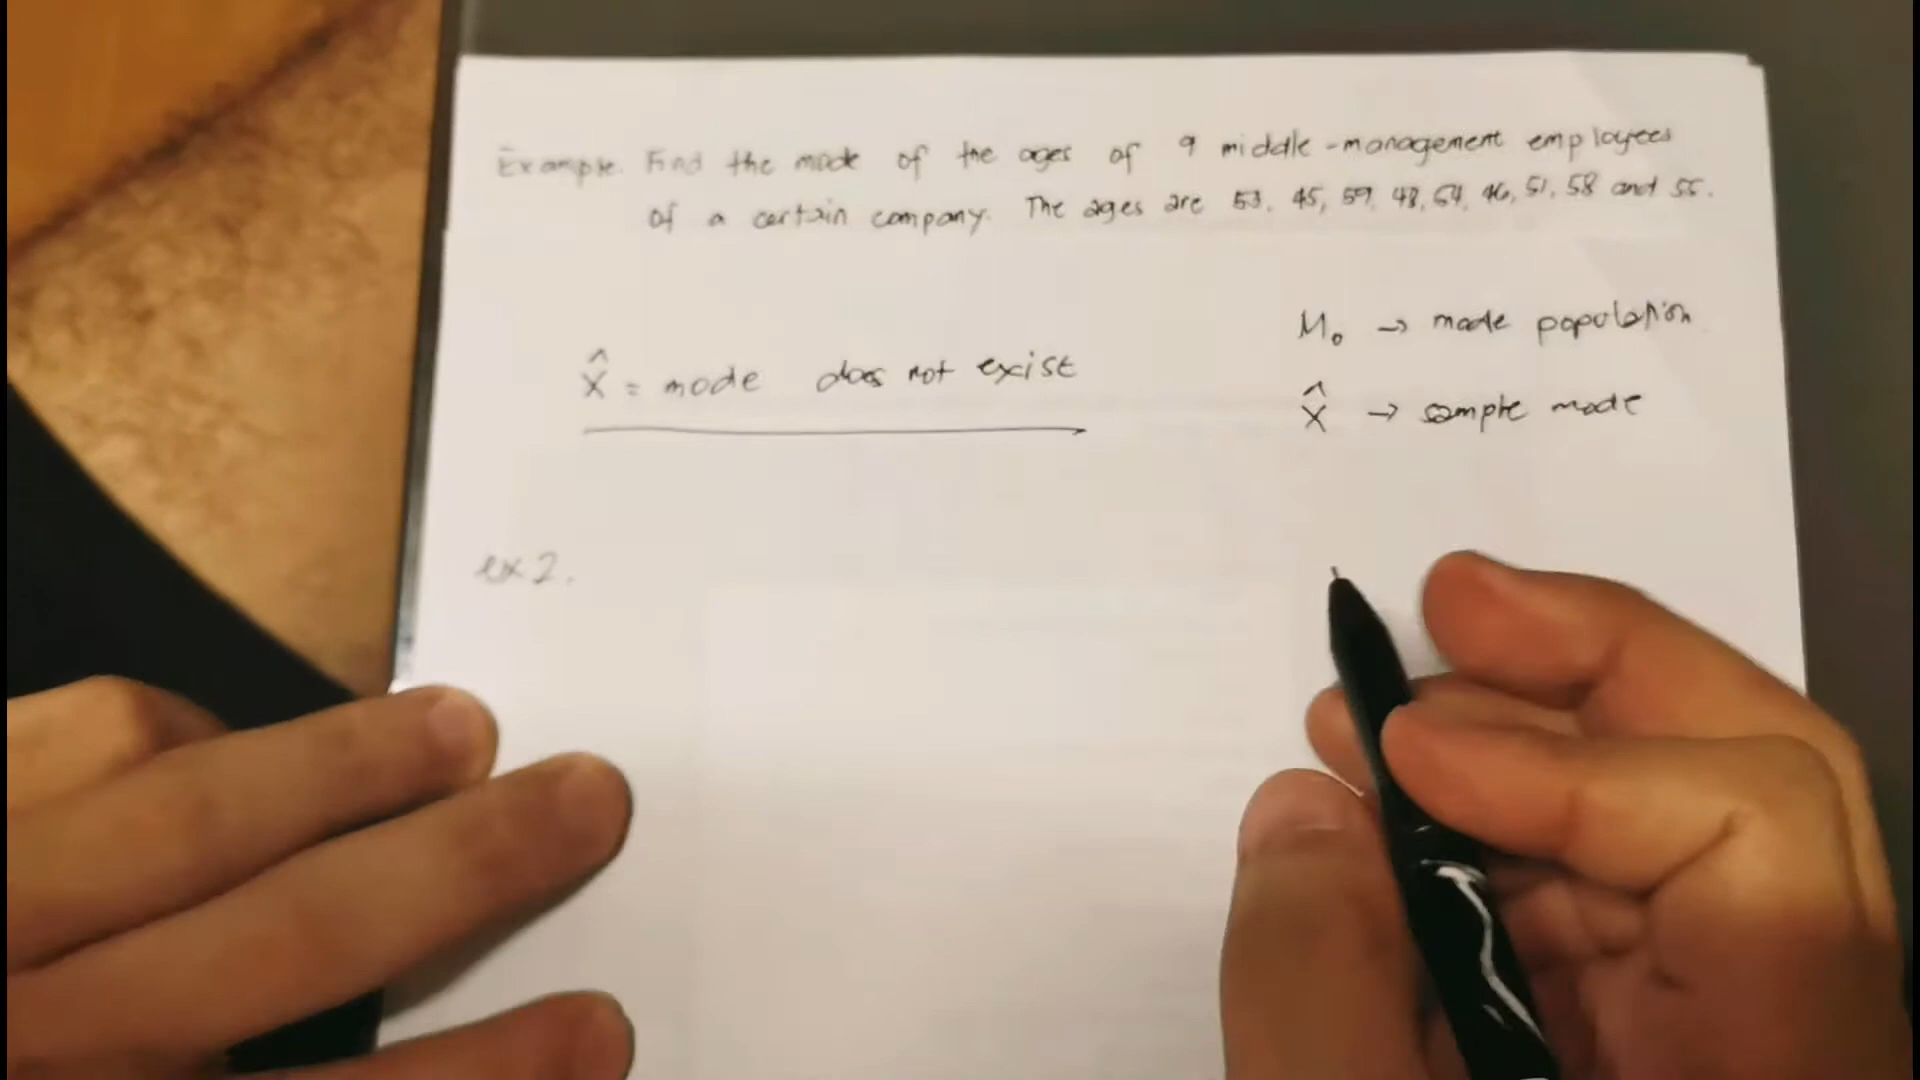 Example. Find the mode of the ages of 9 middle-management employees
of a certain company. The ages are 53, 45, 59, 48, 54, 46, 51, 58 and 55.
M₀ → mode population
X̂ = mode does not exist
X̂ → sample mode
ex 2.